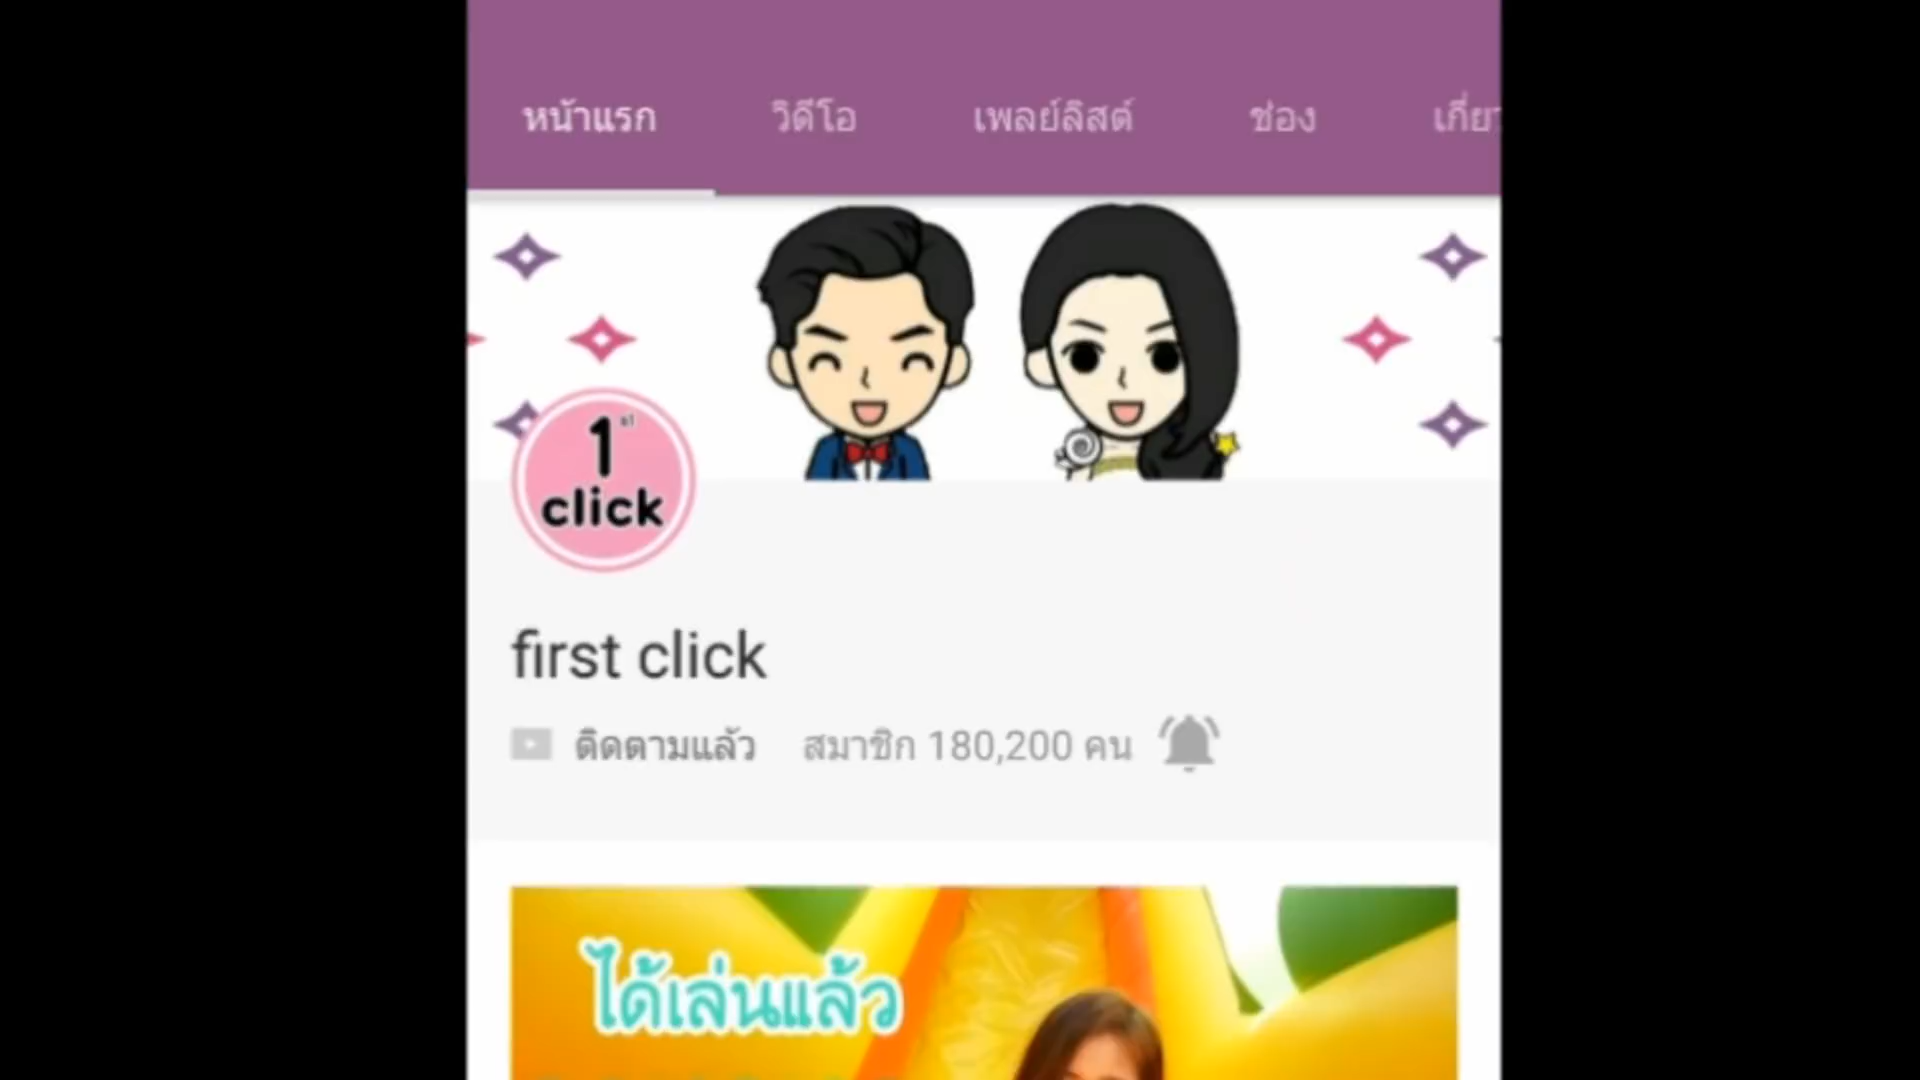 หน้าแรก วิดีโอ เพลย์ลิสต์ ช่อง
1st
click
first click
ติดตามแล้ว สมาชิก 180,200 คน
ได้เล่นแล้ว